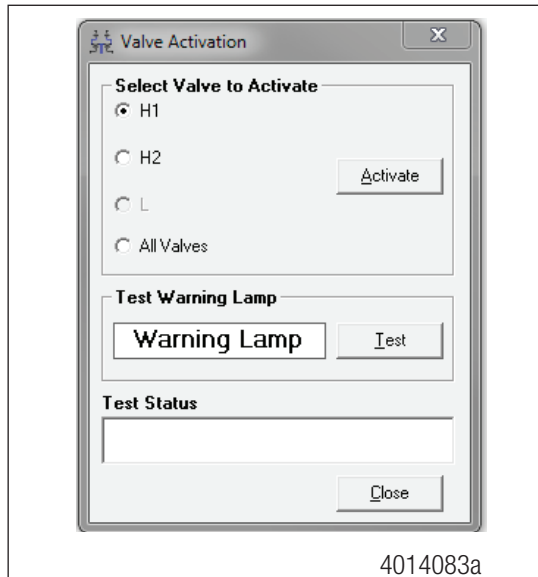 Valve Activation
Select Valve to Activate
H1
H2
Activate
L
All Valves
Test Warning Lamp
Warning Lamp
Test
Test Status
Close
4014083a